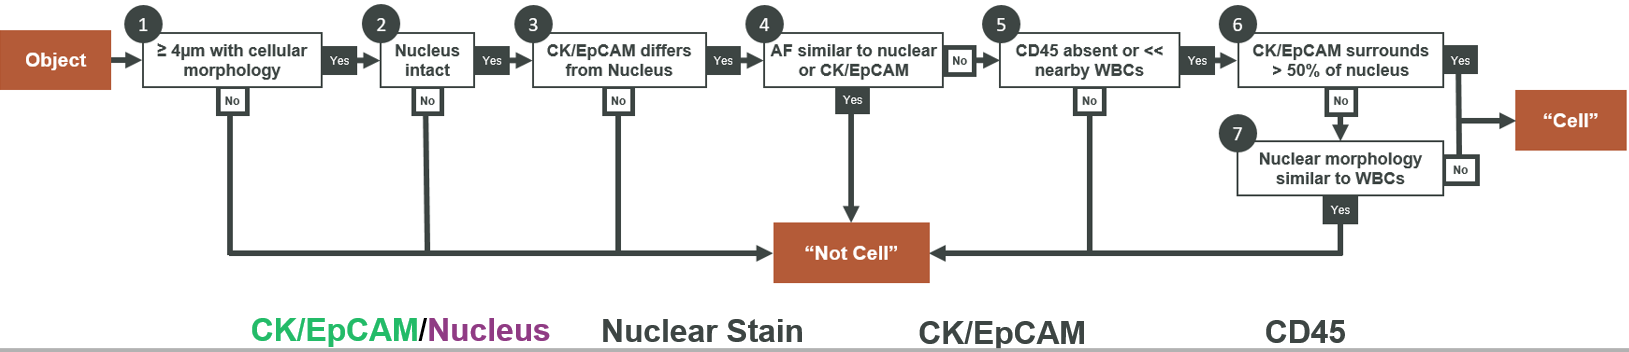 1
2
3
4
5
6
Object
≥ 4μm with cellular
morphology
Yes
Nucleus
intact
Yes
CK/EpCAM differs
from Nucleus
Yes
AF similar to nuclear
or CK/EpCAM
No
CD45 absent or <<
nearby WBCs
Yes
CK/EpCAM surrounds
> 50% of nucleus
Yes
No
No
No
Yes
No
No
7
"Cell"
Nuclear morphology
similar to WBCs
No
Yes
"Not Cell"
CK/EpCAM/Nucleus
Nuclear Stain
CK/EpCAM
CD45